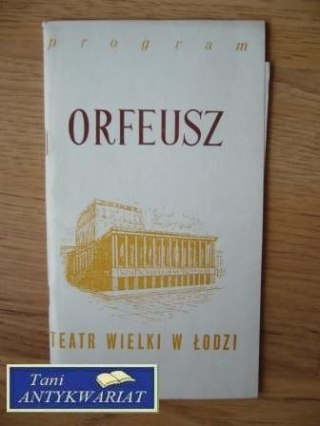 program
ORFEUSZ
TEATR WIELKI W ŁODZI
Tani
ANTYKWARIAT